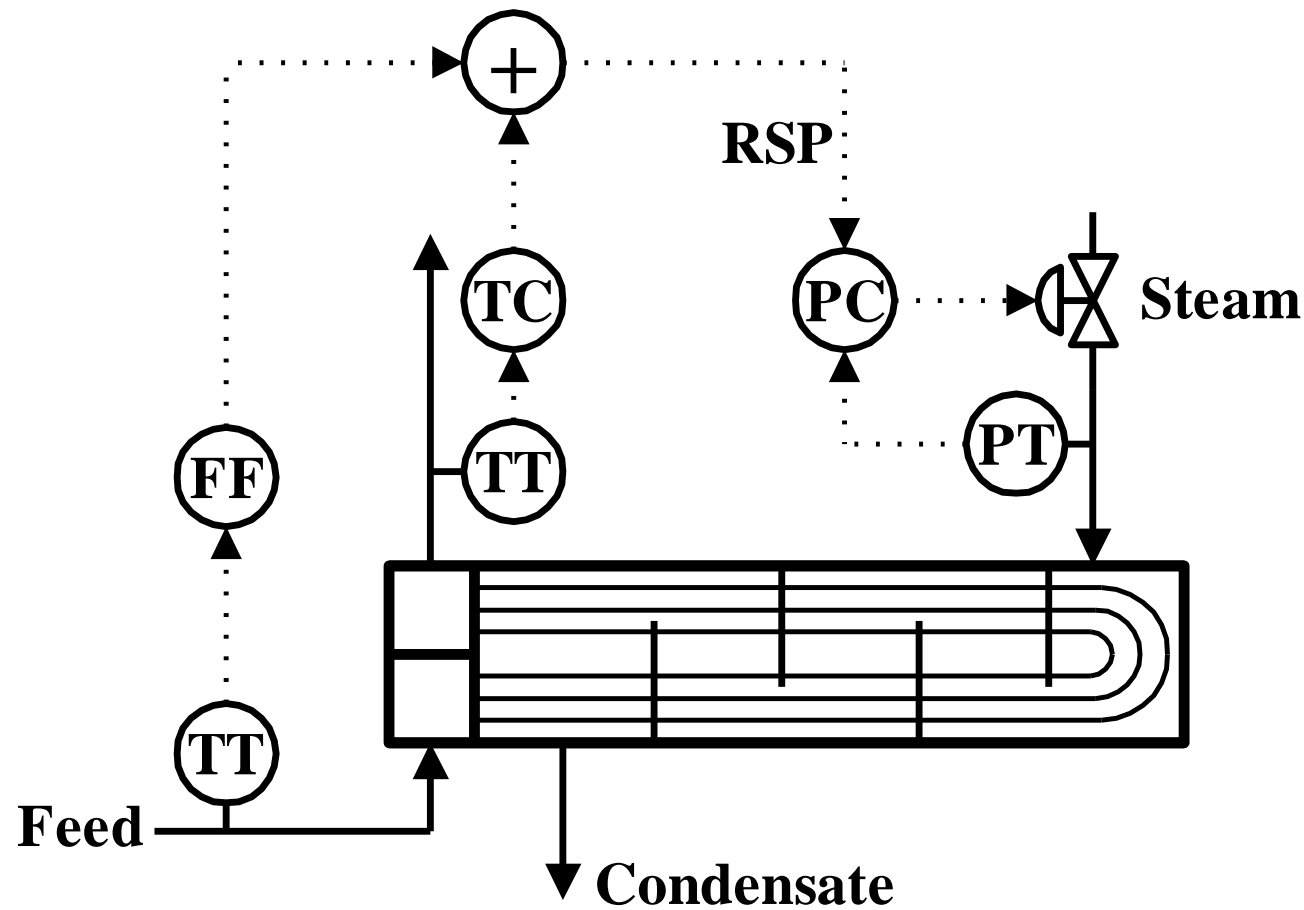 +
RSP
TC
PC
Steam
FF
TT
PT
TT
Feed
Condensate